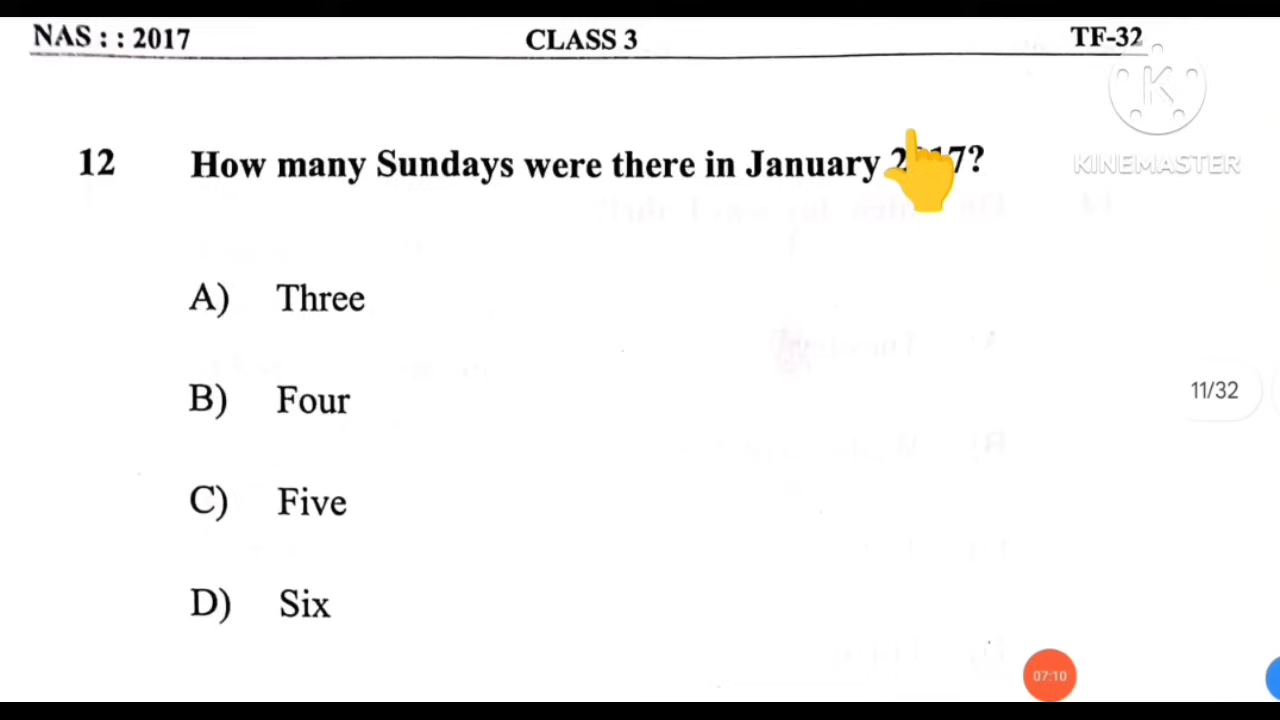 NAS : : 2017 CLASS 3 TF-32
K
KINEMASTER
12 How many Sundays were there in January 2017?
A) Three
B) Four
11/32
C) Five
D) Six
07:10